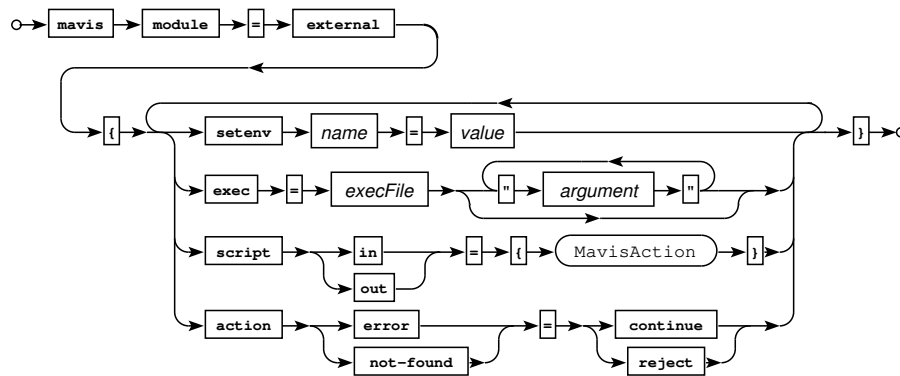 mavis module = external
{ setenv name = value }
exec = execFile " argument "
script in = { MavisAction }
out
action error = continue
not-found reject